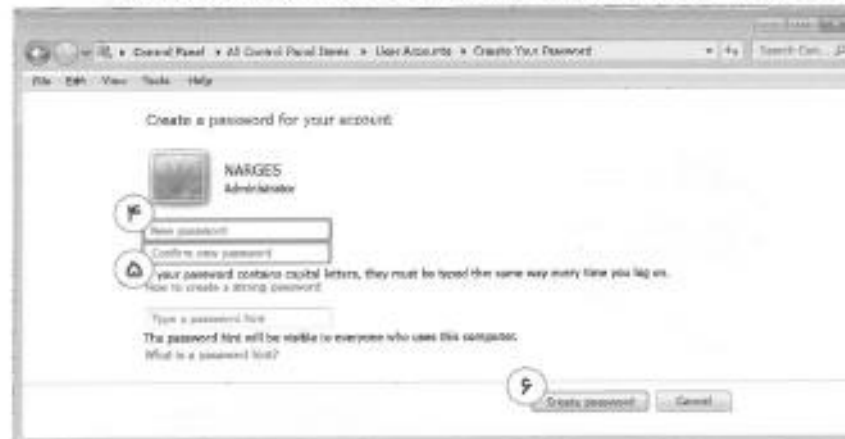 Control Panel ▸ All Control Panel Items ▸ User Accounts ▸ Create Your Password
Search Con...
File Edit View Tools Help
Create a password for your account
NARGES
Administrator
۴
New password
Confirm new password
۵
your password contains capital letters, they must be typed the same way every time you log on.
How to create a strong password
Type a password hint
The password hint will be visible to everyone who uses this computer.
What is a password hint?
۶
Create password Cancel